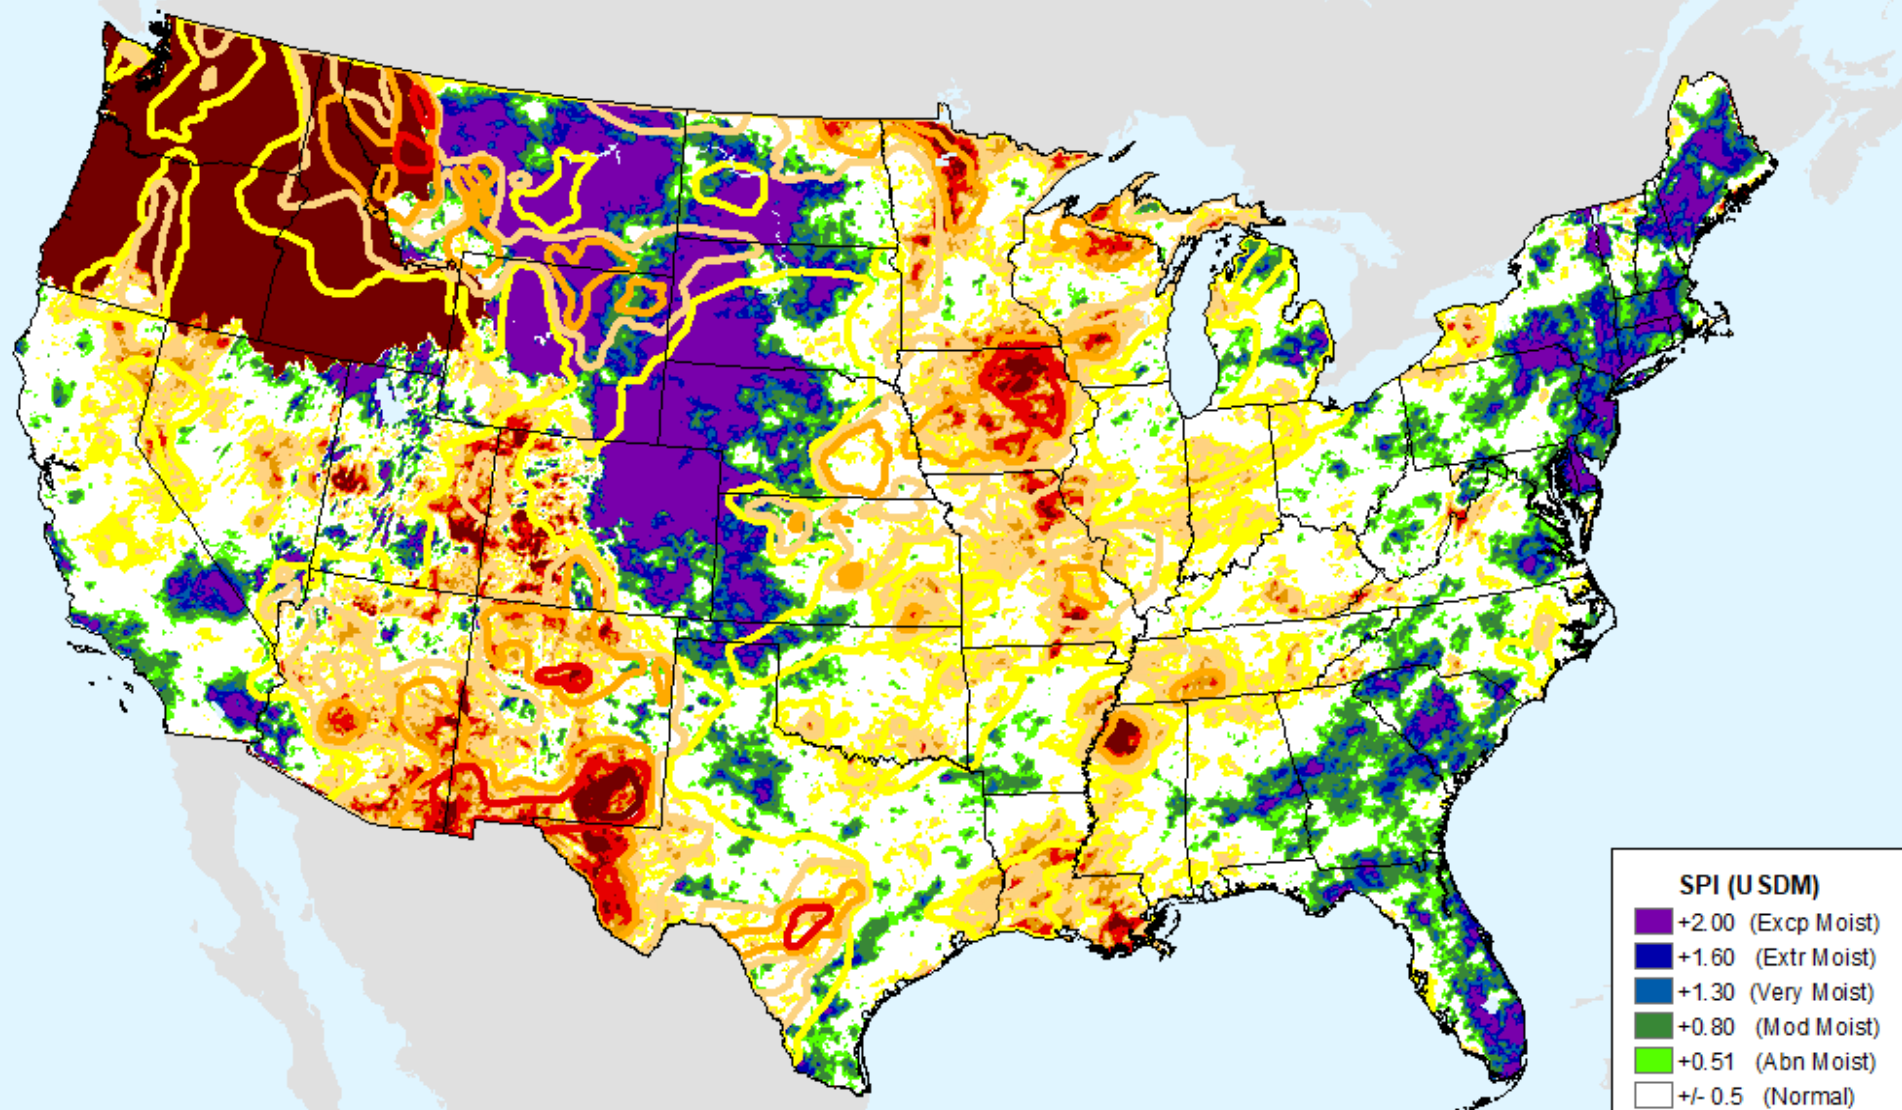 SPI (USDM)
+2.00 (Excp Moist)
+1.60 (Extr Moist)
+1.30 (Very Moist)
+0.80 (Mod Moist)
+0.51 (Abn Moist)
+/- 0.5 (Normal)